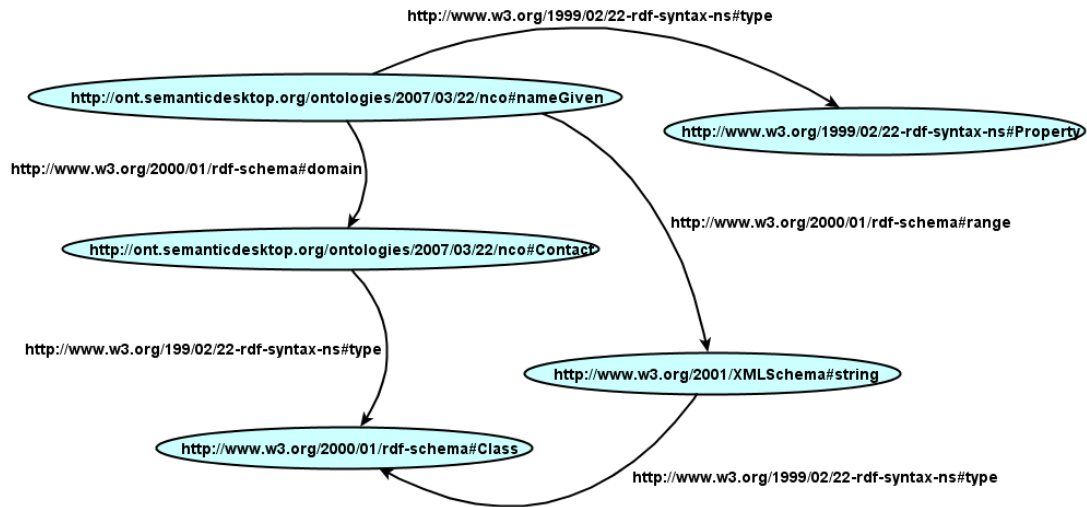 http://www.w3.org/1999/02/22-rdf-syntax-ns#type
http://ont.semanticdesktop.org/ontologies/2007/03/22/nco#nameGiven
http://www.w3.org/1999/02/22-rdf-syntax-ns#Property
http://www.w3.org/2000/01/rdf-schema#domain
http://www.w3.org/2000/01/rdf-schema#range
http://ont.semanticdesktop.org/ontologies/2007/03/22/nco#Contact
http://www.w3.org/199/02/22-rdf-syntax-ns#type
http://www.w3.org/2001/XMLSchema#string
http://www.w3.org/2000/01/rdf-schema#Class
http://www.w3.org/1999/02/22-rdf-syntax-ns#type